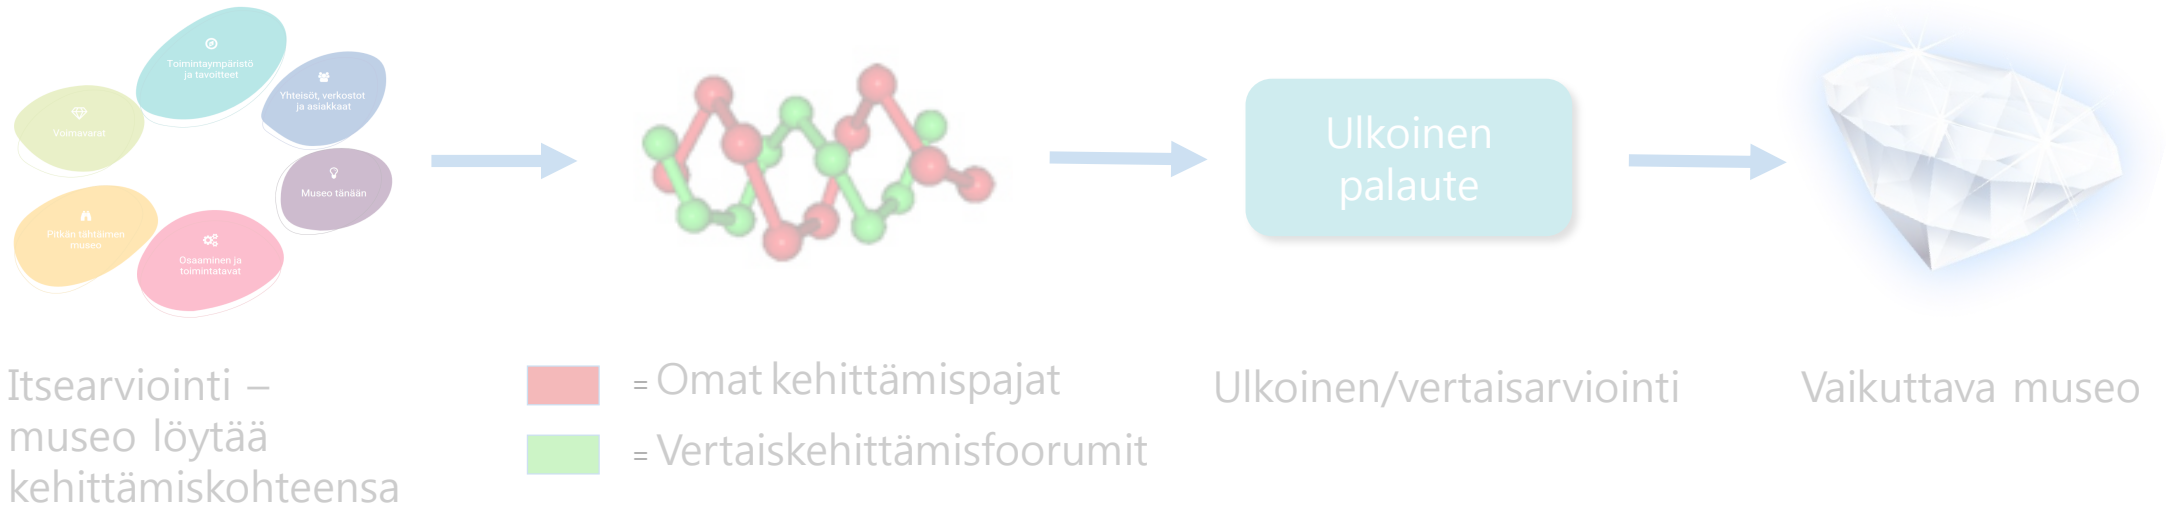 Toimintaympäristö
ja tavoitteet
Yhteisöt, verkostot
ja asiakkaat
Museo tänään
Osaaminen ja
toimintatavat
Pitkän tähtäimen
museo
Voimavarat
Ulkoinen
palaute
Itsearviointi –
museo löytää
kehittämiskohteensa
= Omat kehittämispajat
= Vertaiskehittämisfoorumit
Ulkoinen/vertaisarviointi
Vaikuttava museo